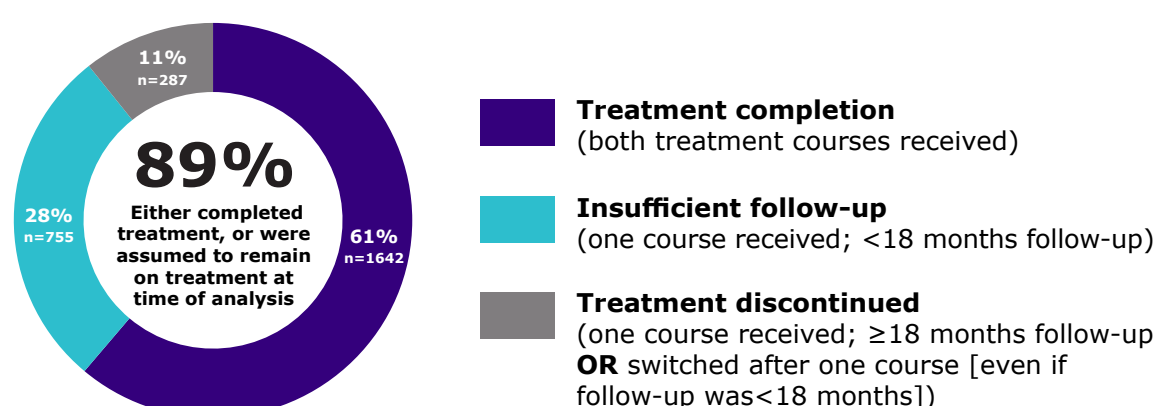 11%
n=287
89%
Either completed
treatment, or were
assumed to remain
on treatment at
time of analysis
28%
n=755
61%
n=1642
Treatment completion
(both treatment courses received)
Insufficient follow-up
(one course received; <18 months follow-up)
Treatment discontinued
(one course received; ≥18 months follow-up
OR switched after one course [even if
follow-up was<18 months])